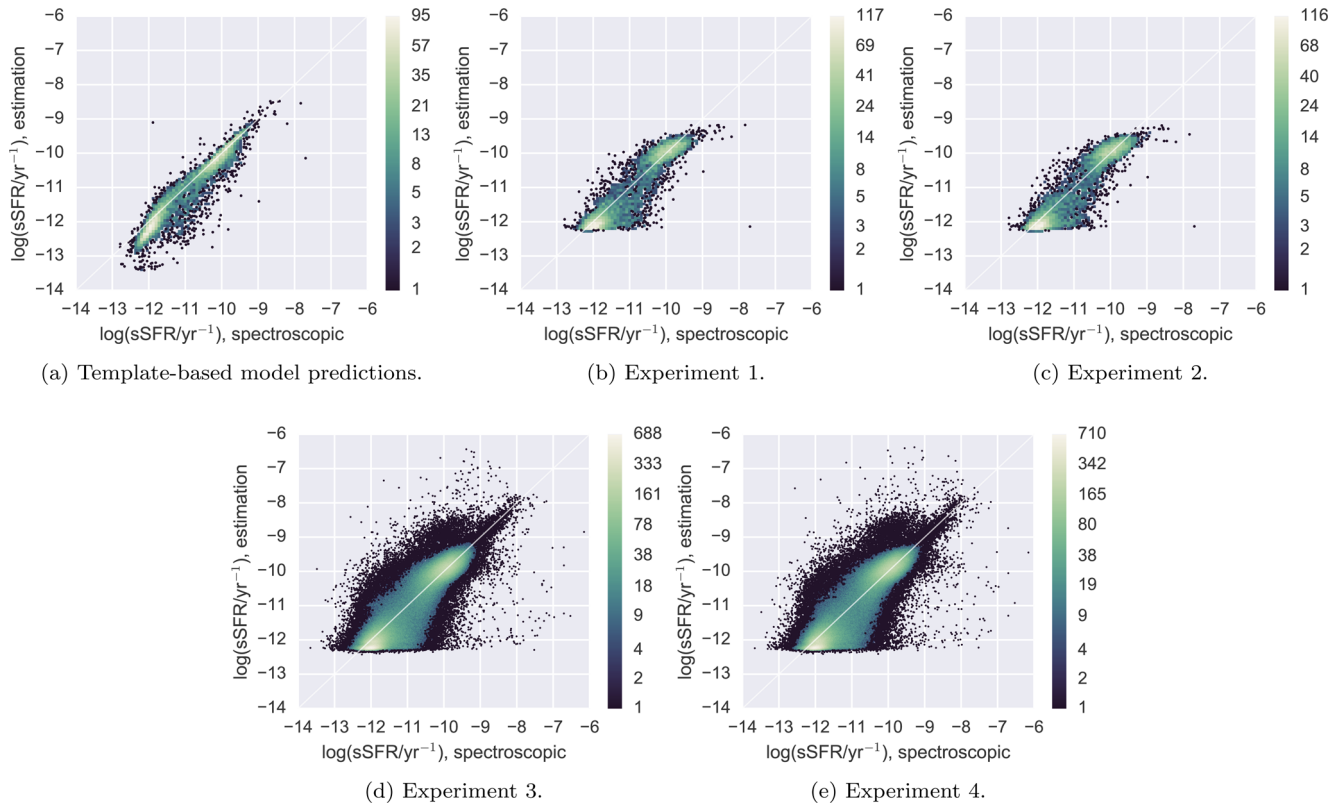 −6 −7 −8 −9 −10 −11 −12 −13 −14
log(sSFR/yr⁻¹), estimation
−14 −13 −12 −11 −10 −9 −8 −7 −6
log(sSFR/yr⁻¹), spectroscopic
95 57 35 21 13 8 5 3 2 1
(a) Template-based model predictions.
−6 −7 −8 −9 −10 −11 −12 −13 −14
log(sSFR/yr⁻¹), estimation
−14 −13 −12 −11 −10 −9 −8 −7 −6
log(sSFR/yr⁻¹), spectroscopic
117 69 41 24 14 8 5 3 2 1
(b) Experiment 1.
−6 −7 −8 −9 −10 −11 −12 −13 −14
log(sSFR/yr⁻¹), estimation
−14 −13 −12 −11 −10 −9 −8 −7 −6
log(sSFR/yr⁻¹), spectroscopic
116 68 40 24 14 8 5 3 2 1
(c) Experiment 2.
−6 −7 −8 −9 −10 −11 −12 −13 −14
log(sSFR/yr⁻¹), estimation
−14 −13 −12 −11 −10 −9 −8 −7 −6
log(sSFR/yr⁻¹), spectroscopic
688 333 161 78 38 18 9 4 2 1
(d) Experiment 3.
−6 −7 −8 −9 −10 −11 −12 −13 −14
log(sSFR/yr⁻¹), estimation
−14 −13 −12 −11 −10 −9 −8 −7 −6
log(sSFR/yr⁻¹), spectroscopic
710 342 165 80 38 19 9 4 2 1
(e) Experiment 4.